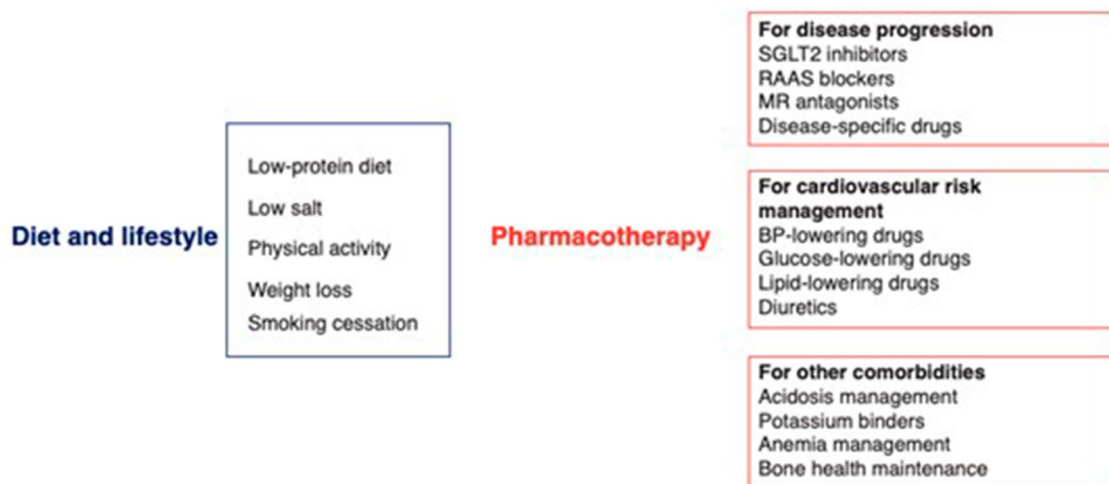 Diet and lifestyle
Low-protein diet
Low salt
Physical activity
Weight loss
Smoking cessation
Pharmacotherapy
For disease progression
SGLT2 inhibitors
RAAS blockers
MR antagonists
Disease-specific drugs
For cardiovascular risk
management
BP-lowering drugs
Glucose-lowering drugs
Lipid-lowering drugs
Diuretics
For other comorbidities
Acidosis management
Potassium binders
Anemia management
Bone health maintenance